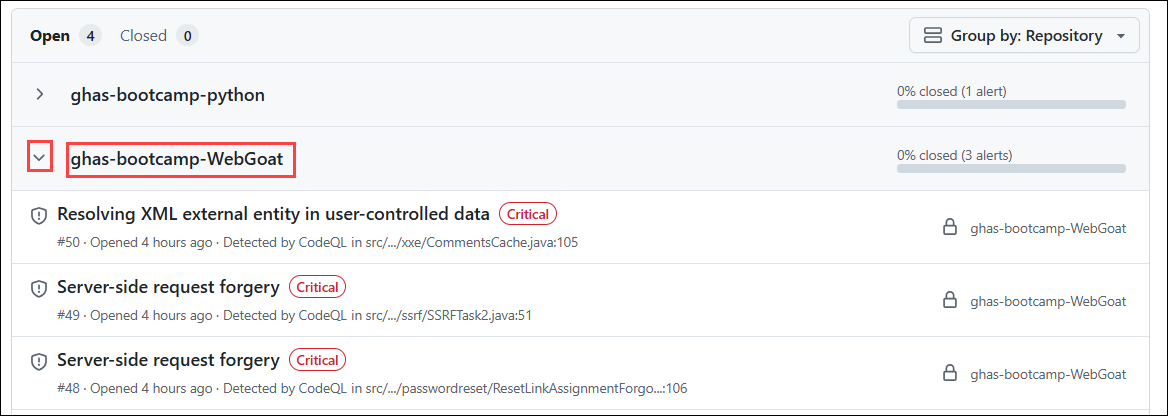 Open 4 Closed 0 Group by: Repository
ghas-bootcamp-python 0% closed (1 alert)
ghas-bootcamp-WebGoat 0% closed (3 alerts)
Resolving XML external entity in user-controlled data Critical
#50 · Opened 4 hours ago · Detected by CodeQL in src/.../xxe/CommentsCache.java:105 ghas-bootcamp-WebGoat
Server-side request forgery Critical
#49 · Opened 4 hours ago · Detected by CodeQL in src/.../ssrf/SSRFTask2.java:51 ghas-bootcamp-WebGoat
Server-side request forgery Critical
#48 · Opened 4 hours ago · Detected by CodeQL in src/.../passwordreset/ResetLinkAssignmentForgo...:106 ghas-bootcamp-WebGoat